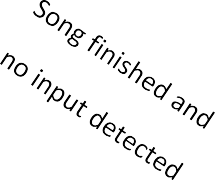 Song finished and
no input detected